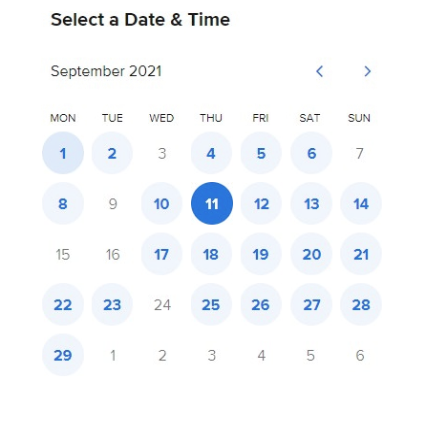 Select a Date & Time
September 2021
MON TUE WED THU FRI SAT SUN
1 2 3 4 5 6 7
8 9 10 11 12 13 14
15 16 17 18 19 20 21
22 23 24 25 26 27 28
29 1 2 3 4 5 6